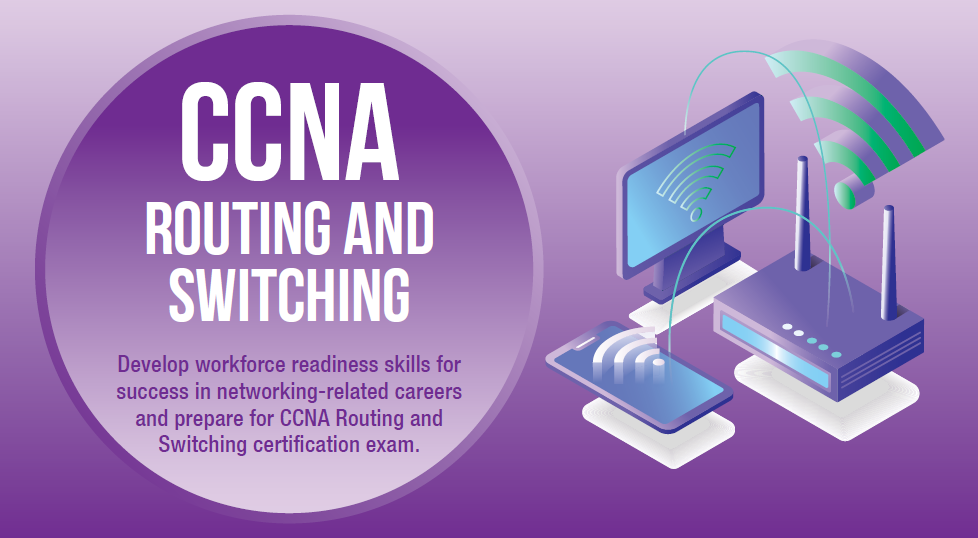 CCNA
ROUTING AND
SWITCHING
Develop workforce readiness skills for
success in networking-related careers
and prepare for CCNA Routing and
Switching certification exam.